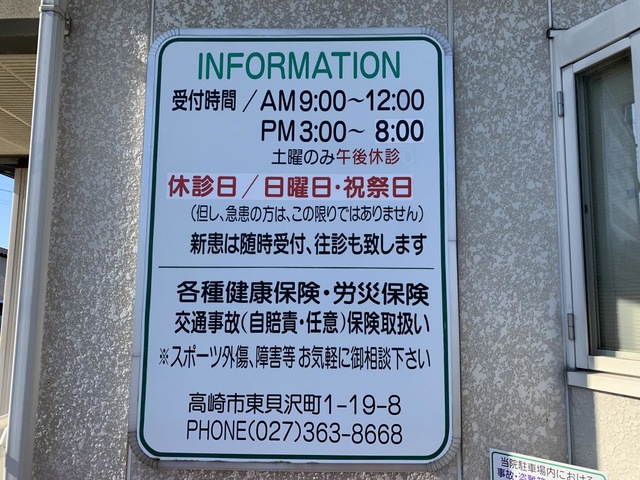 INFORMATION
受付時間/AM9:00〜12:00
PM3:00〜 8:00
土曜のみ午後休診
休診日/日曜日・祝祭日
(但し、急患の方は、この限りではありません)
新患は随時受付、往診も致します
各種健康保険・労災保険
交通事故(自賠責・任意)保険取扱い
※スポーツ外傷、障害等 お気軽に御相談下さい
高崎市東貝沢町1-19-8
PHONE(027)363-8668
当院駐車場内における
事故・盗難